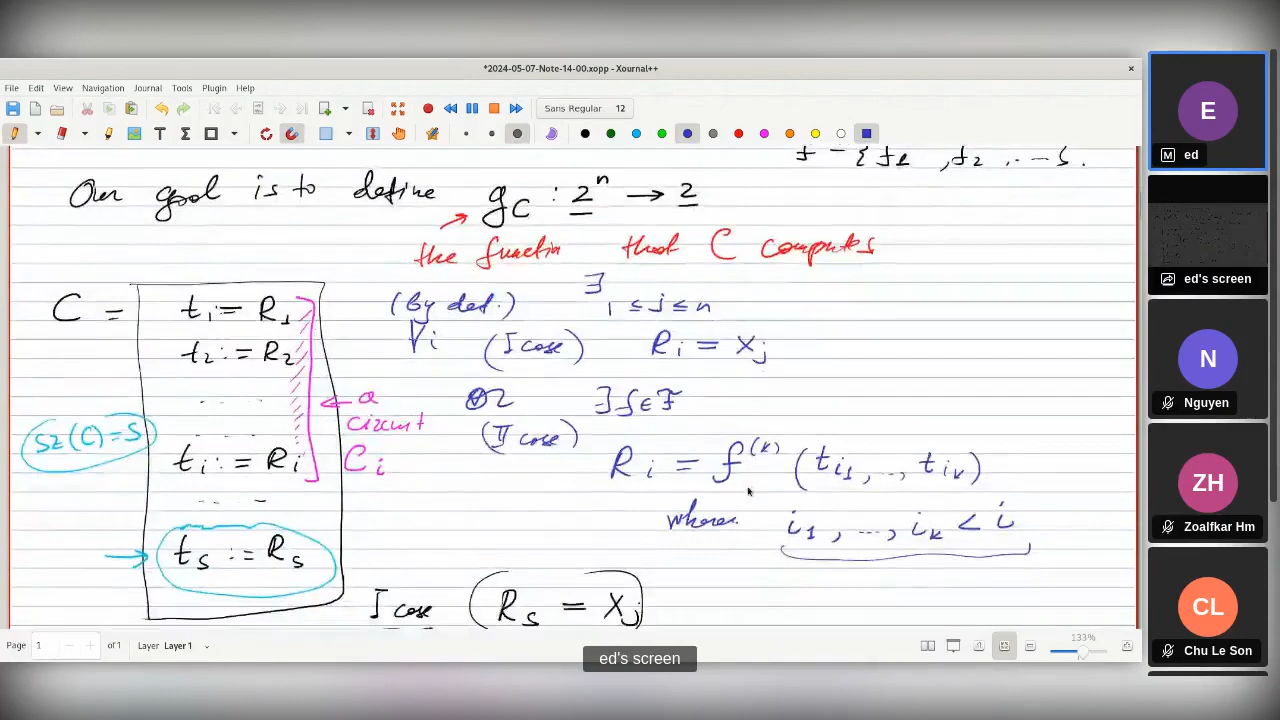 *2024-05-07-Note-14-00.xopp - Xournal++
File Edit View Navigation Journal Tools Plugin Help
Sans Regular 12
Our goal is to define g_C : 2^n → 2
the function that C computes
C =
t_1 := R_1
t_2 := R_2
.....
t_i := R_i
...
t_s := R_s
Sz(C) = S
← a
circuit
C_i
(By def.) ∃ 1 ≤ j ≤ n
∀i (I case) R_i = x_j
OR ∃ f ∈ F
(II case)
R_i = f^(k) (t_i1, ..., t_ik)
where i_1, ..., i_k < i
I case (R_s = X_j)
Page 1 of 1 Layer Layer 1
133%
ed's screen
E
ed
ed's screen
N
Nguyen
ZH
Zoalfkar Hm
CL
Chu Le Son